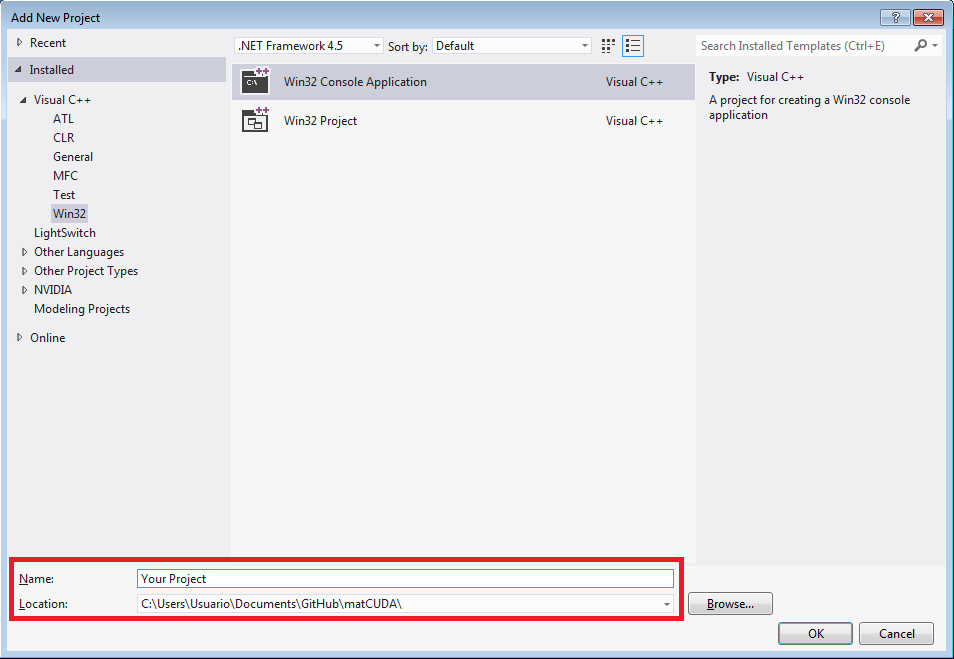 Add New Project
?
Recent
Installed
Visual C++
ATL
CLR
General
MFC
Test
Win32
LightSwitch
Other Languages
Other Project Types
NVIDIA
Modeling Projects
Online
.NET Framework 4.5
Sort by: Default
C:\
++
Win32 Console Application Visual C++
++
Win32 Project Visual C++
Search Installed Templates (Ctrl+E)
Type: Visual C++
A project for creating a Win32 console
application
Name: Your Project
Location: C:\Users\Usuario\Documents\GitHub\matCUDA\
Browse...
OK Cancel